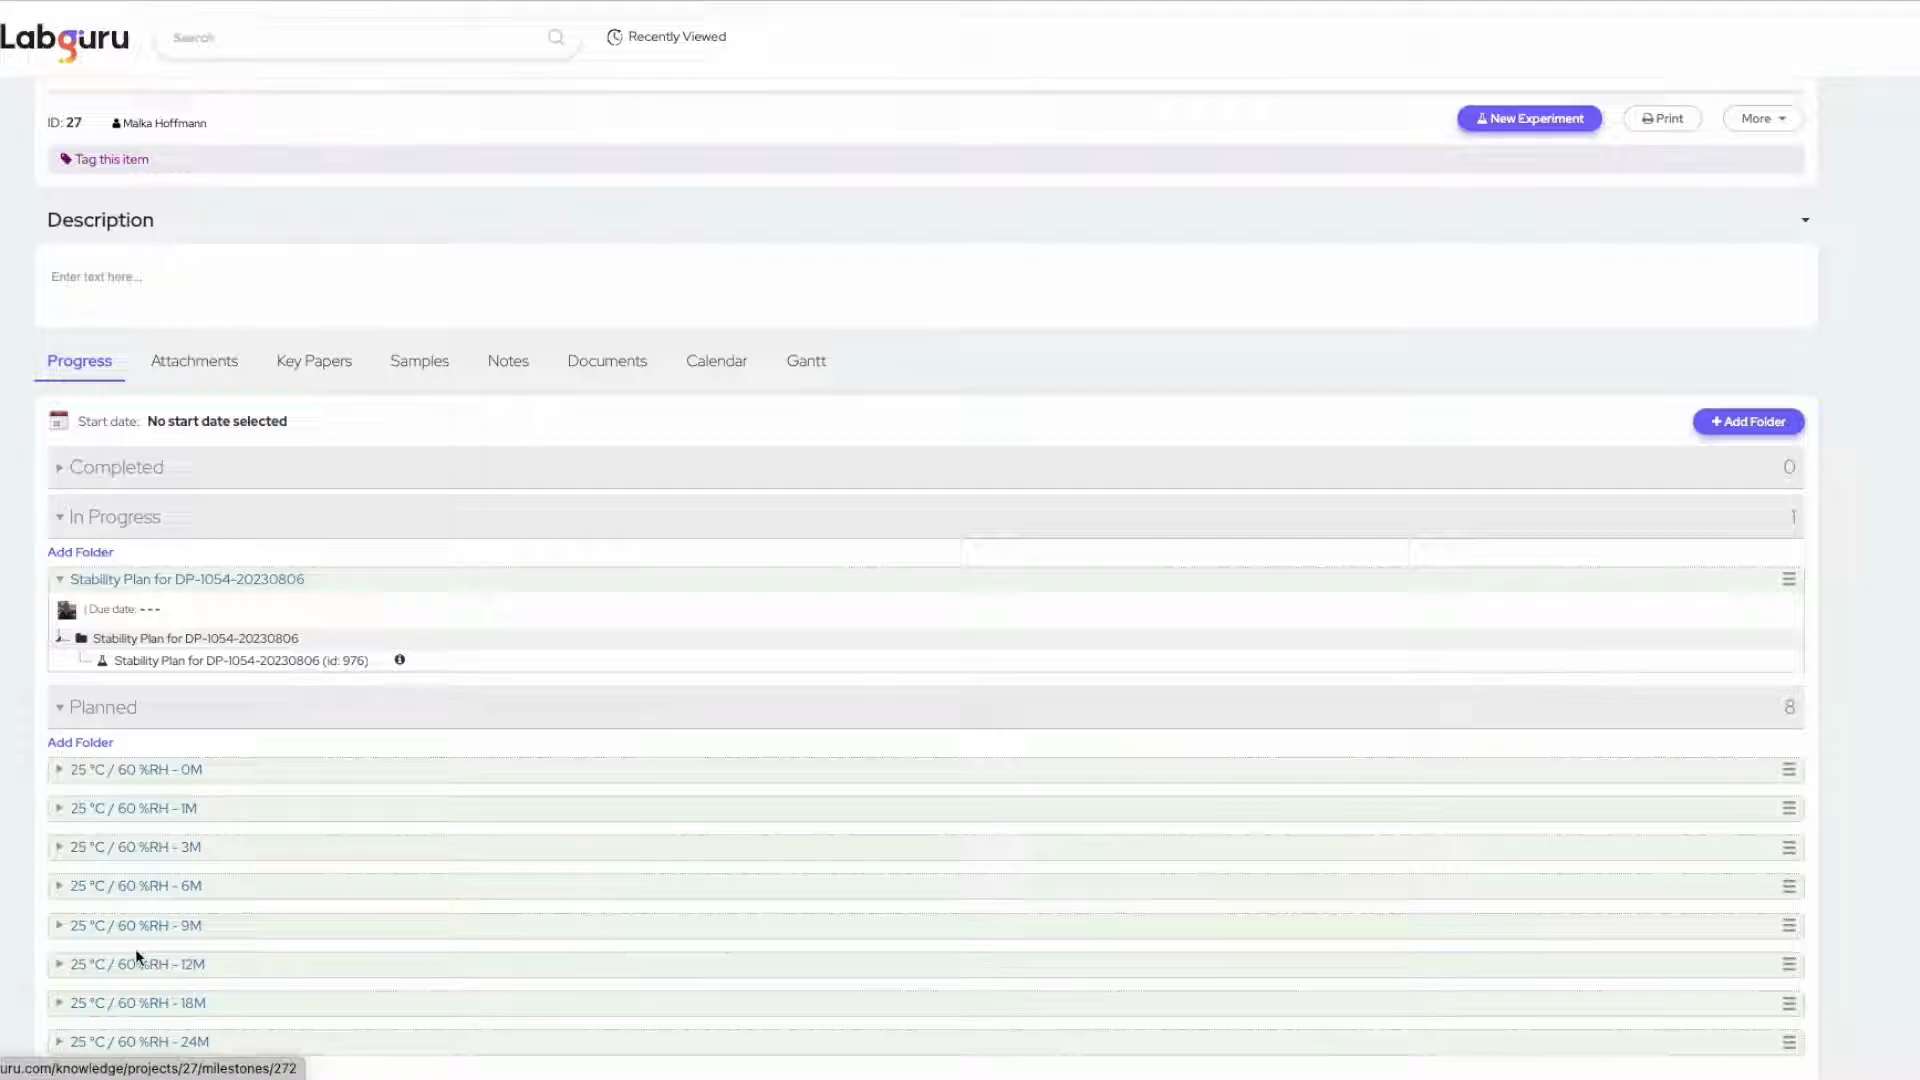 Labguru
Search
Recently Viewed
ID: 27
Malka Hoffmann
New Experiment
Print
More
Tag this item
Description
Enter text here...
Progress
Attachments
Key Papers
Samples
Notes
Documents
Calendar
Gantt
Start date: No start date selected
+ Add Folder
Completed
0
In Progress
1
Add Folder
Stability Plan for DP-1054-20230806
| Due date: ---
Stability Plan for DP-1054-20230806
Stability Plan for DP-1054-20230806 (id: 976)
Planned
8
Add Folder
25 °C / 60 %RH - 0M
25 °C / 60 %RH - 1M
25 °C / 60 %RH - 3M
25 °C / 60 %RH - 6M
25 °C / 60 %RH - 9M
25 °C / 60 %RH - 12M
25 °C / 60 %RH - 18M
25 °C / 60 %RH - 24M
uru.com/knowledge/projects/27/milestones/272